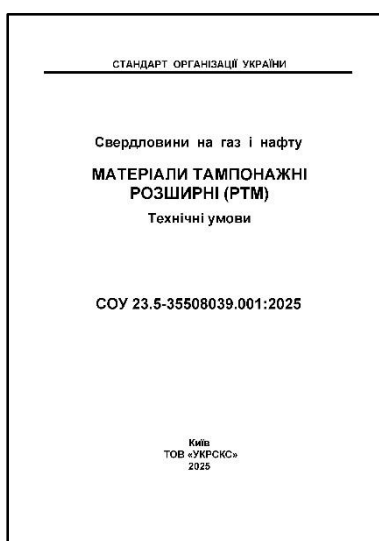 СТАНДАРТ ОРГАНІЗАЦІЇ УКРАЇНИ
Свердловини на газ і нафту
МАТЕРІАЛИ ТАМПОНАЖНІ
РОЗШИРНІ (РТМ)
Технічні умови
СОУ 23.5-35508039.001:2025
Київ
ТОВ «УКРСКС»
2025